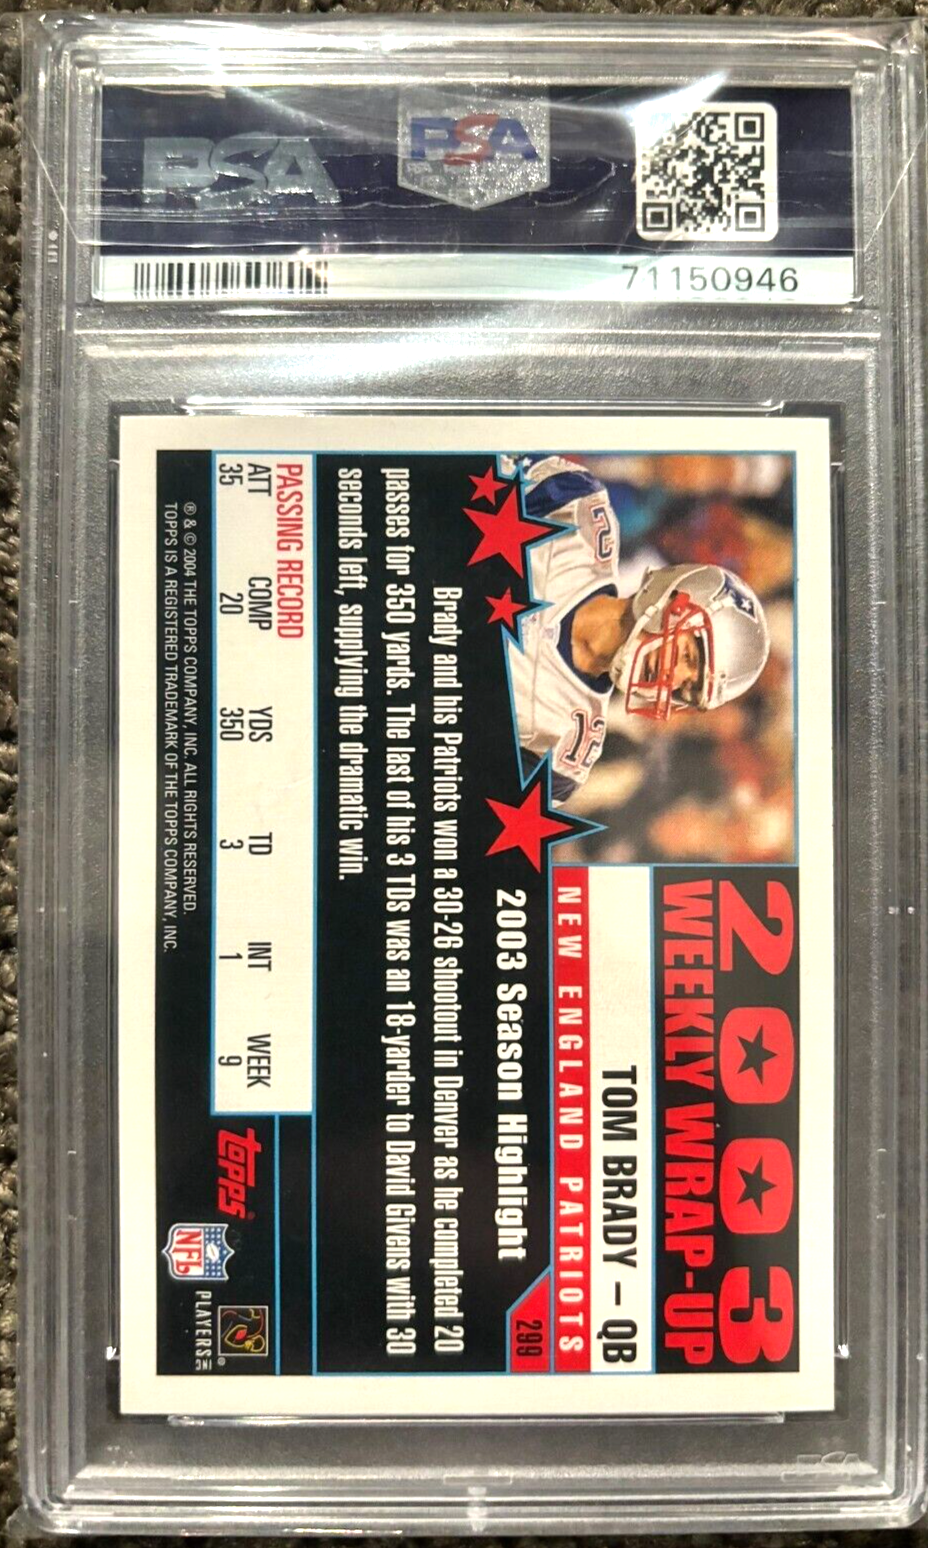 PSA
PSA
71150946
2003
WEEKLY WRAP-UP
TOM BRADY – QB
NEW ENGLAND PATRIOTS
299
2003 Season Highlight
Brady and his Patriots won a 30-26 shootout in Denver as he completed 20
passes for 350 yards. The last of his 3 TDs was an 18-yarder to David Givens with 30
seconds left, supplying the dramatic win.
PASSING RECORD
ATT COMP YDS TD INT WEEK
35 20 350 3 1 9
® & © 2004 THE TOPPS COMPANY, INC. ALL RIGHTS RESERVED.
TOPPS IS A REGISTERED TRADEMARK OF THE TOPPS COMPANY, INC.
topps
NFL
PLAYERS
PSA